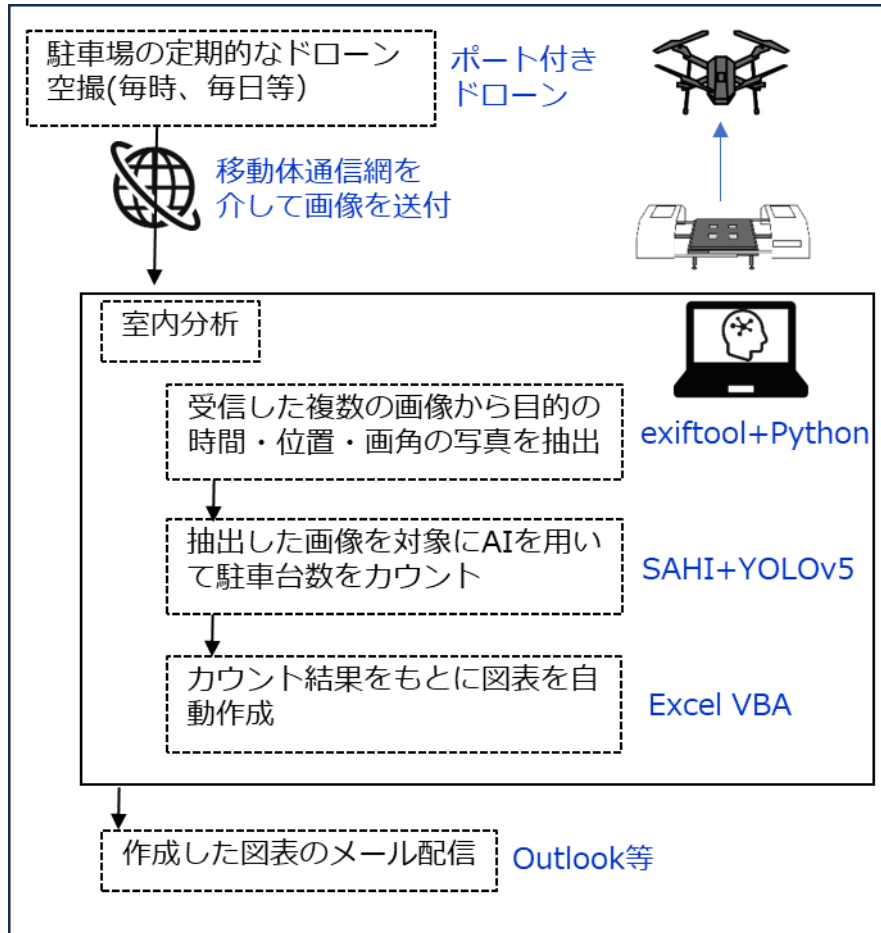 駐車場の定期的なドローン
空撮(毎時、毎日等）
ポート付き
ドローン
移動体通信網を
介して画像を送付
室内分析
受信した複数の画像から目的の
時間・位置・画角の写真を抽出
exiftool+Python
抽出した画像を対象にAIを用い
て駐車台数をカウント
SAHI+YOLOv5
カウント結果をもとに図表を自
動作成
Excel VBA
作成した図表のメール配信
Outlook等